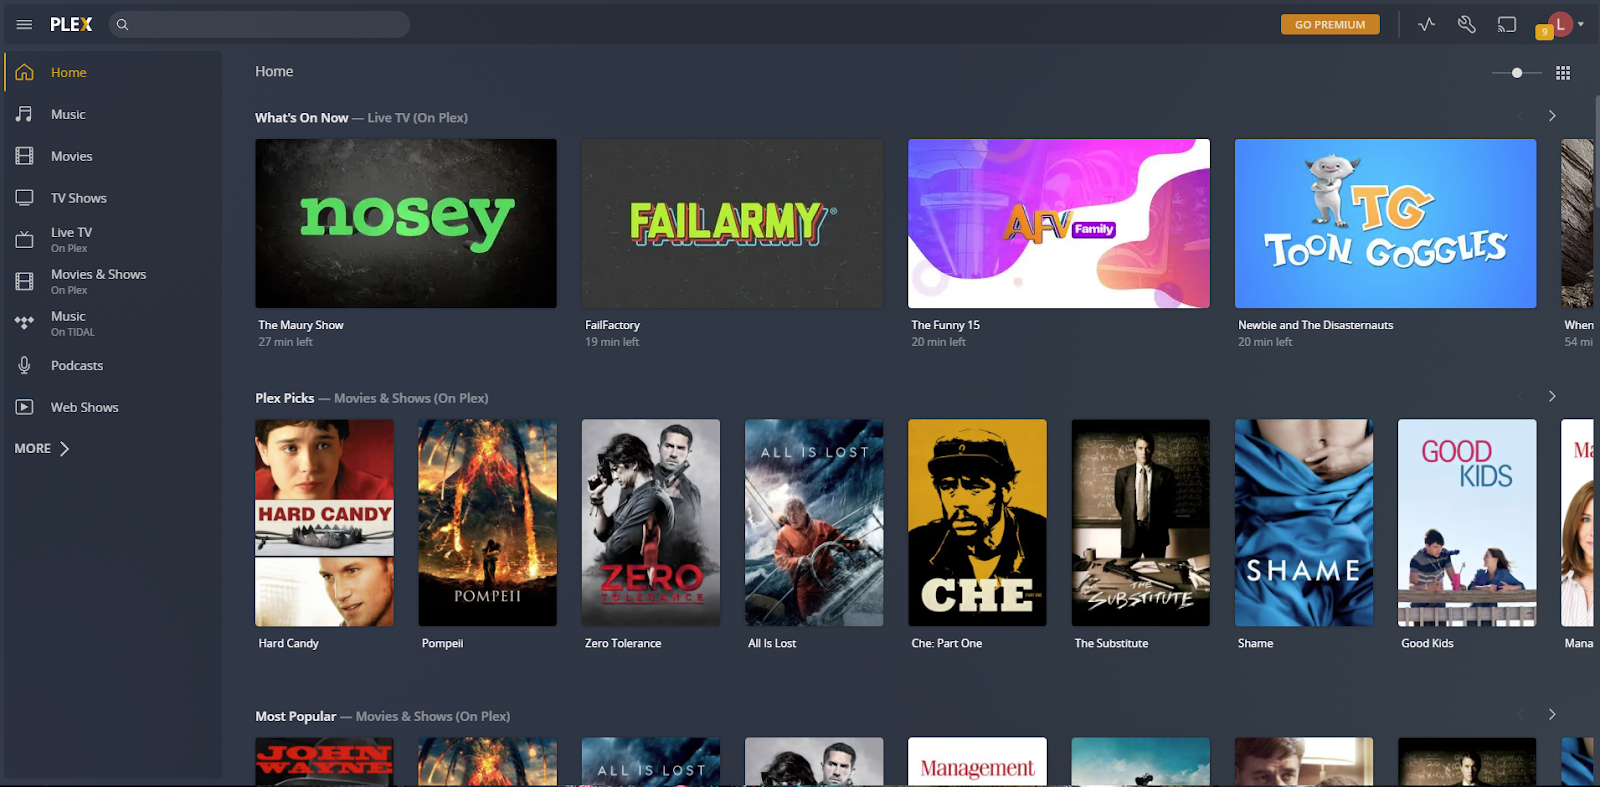 PLEX
GO PREMIUM
9
L
Home
Music
Movies
TV Shows
Live TV
On Plex
Movies & Shows
On Plex
Music
On TIDAL
Podcasts
Web Shows
MORE
Home
What's On Now — Live TV (On Plex)
nosey
FAILARMY®
AFV Family
TG
TOON GOGGLES
The Maury Show
27 min left
FailFactory
19 min left
The Funny 15
20 min left
Newbie and The Disasternauts
20 min left
When
54 mi
Plex Picks — Movies & Shows (On Plex)
HARD CANDY
POMPEII
ZERO
TOLERANCE
ALL IS LOST
CHE PART ONE
THE
SUBSTITUTE
SHAME
GOOD
KIDS
Ma
Hard Candy
Pompeii
Zero Tolerance
All Is Lost
Che: Part One
The Substitute
Shame
Good Kids
Mana
Most Popular — Movies & Shows (On Plex)
JOHN
WAYNE
ALL IS LOST
Management